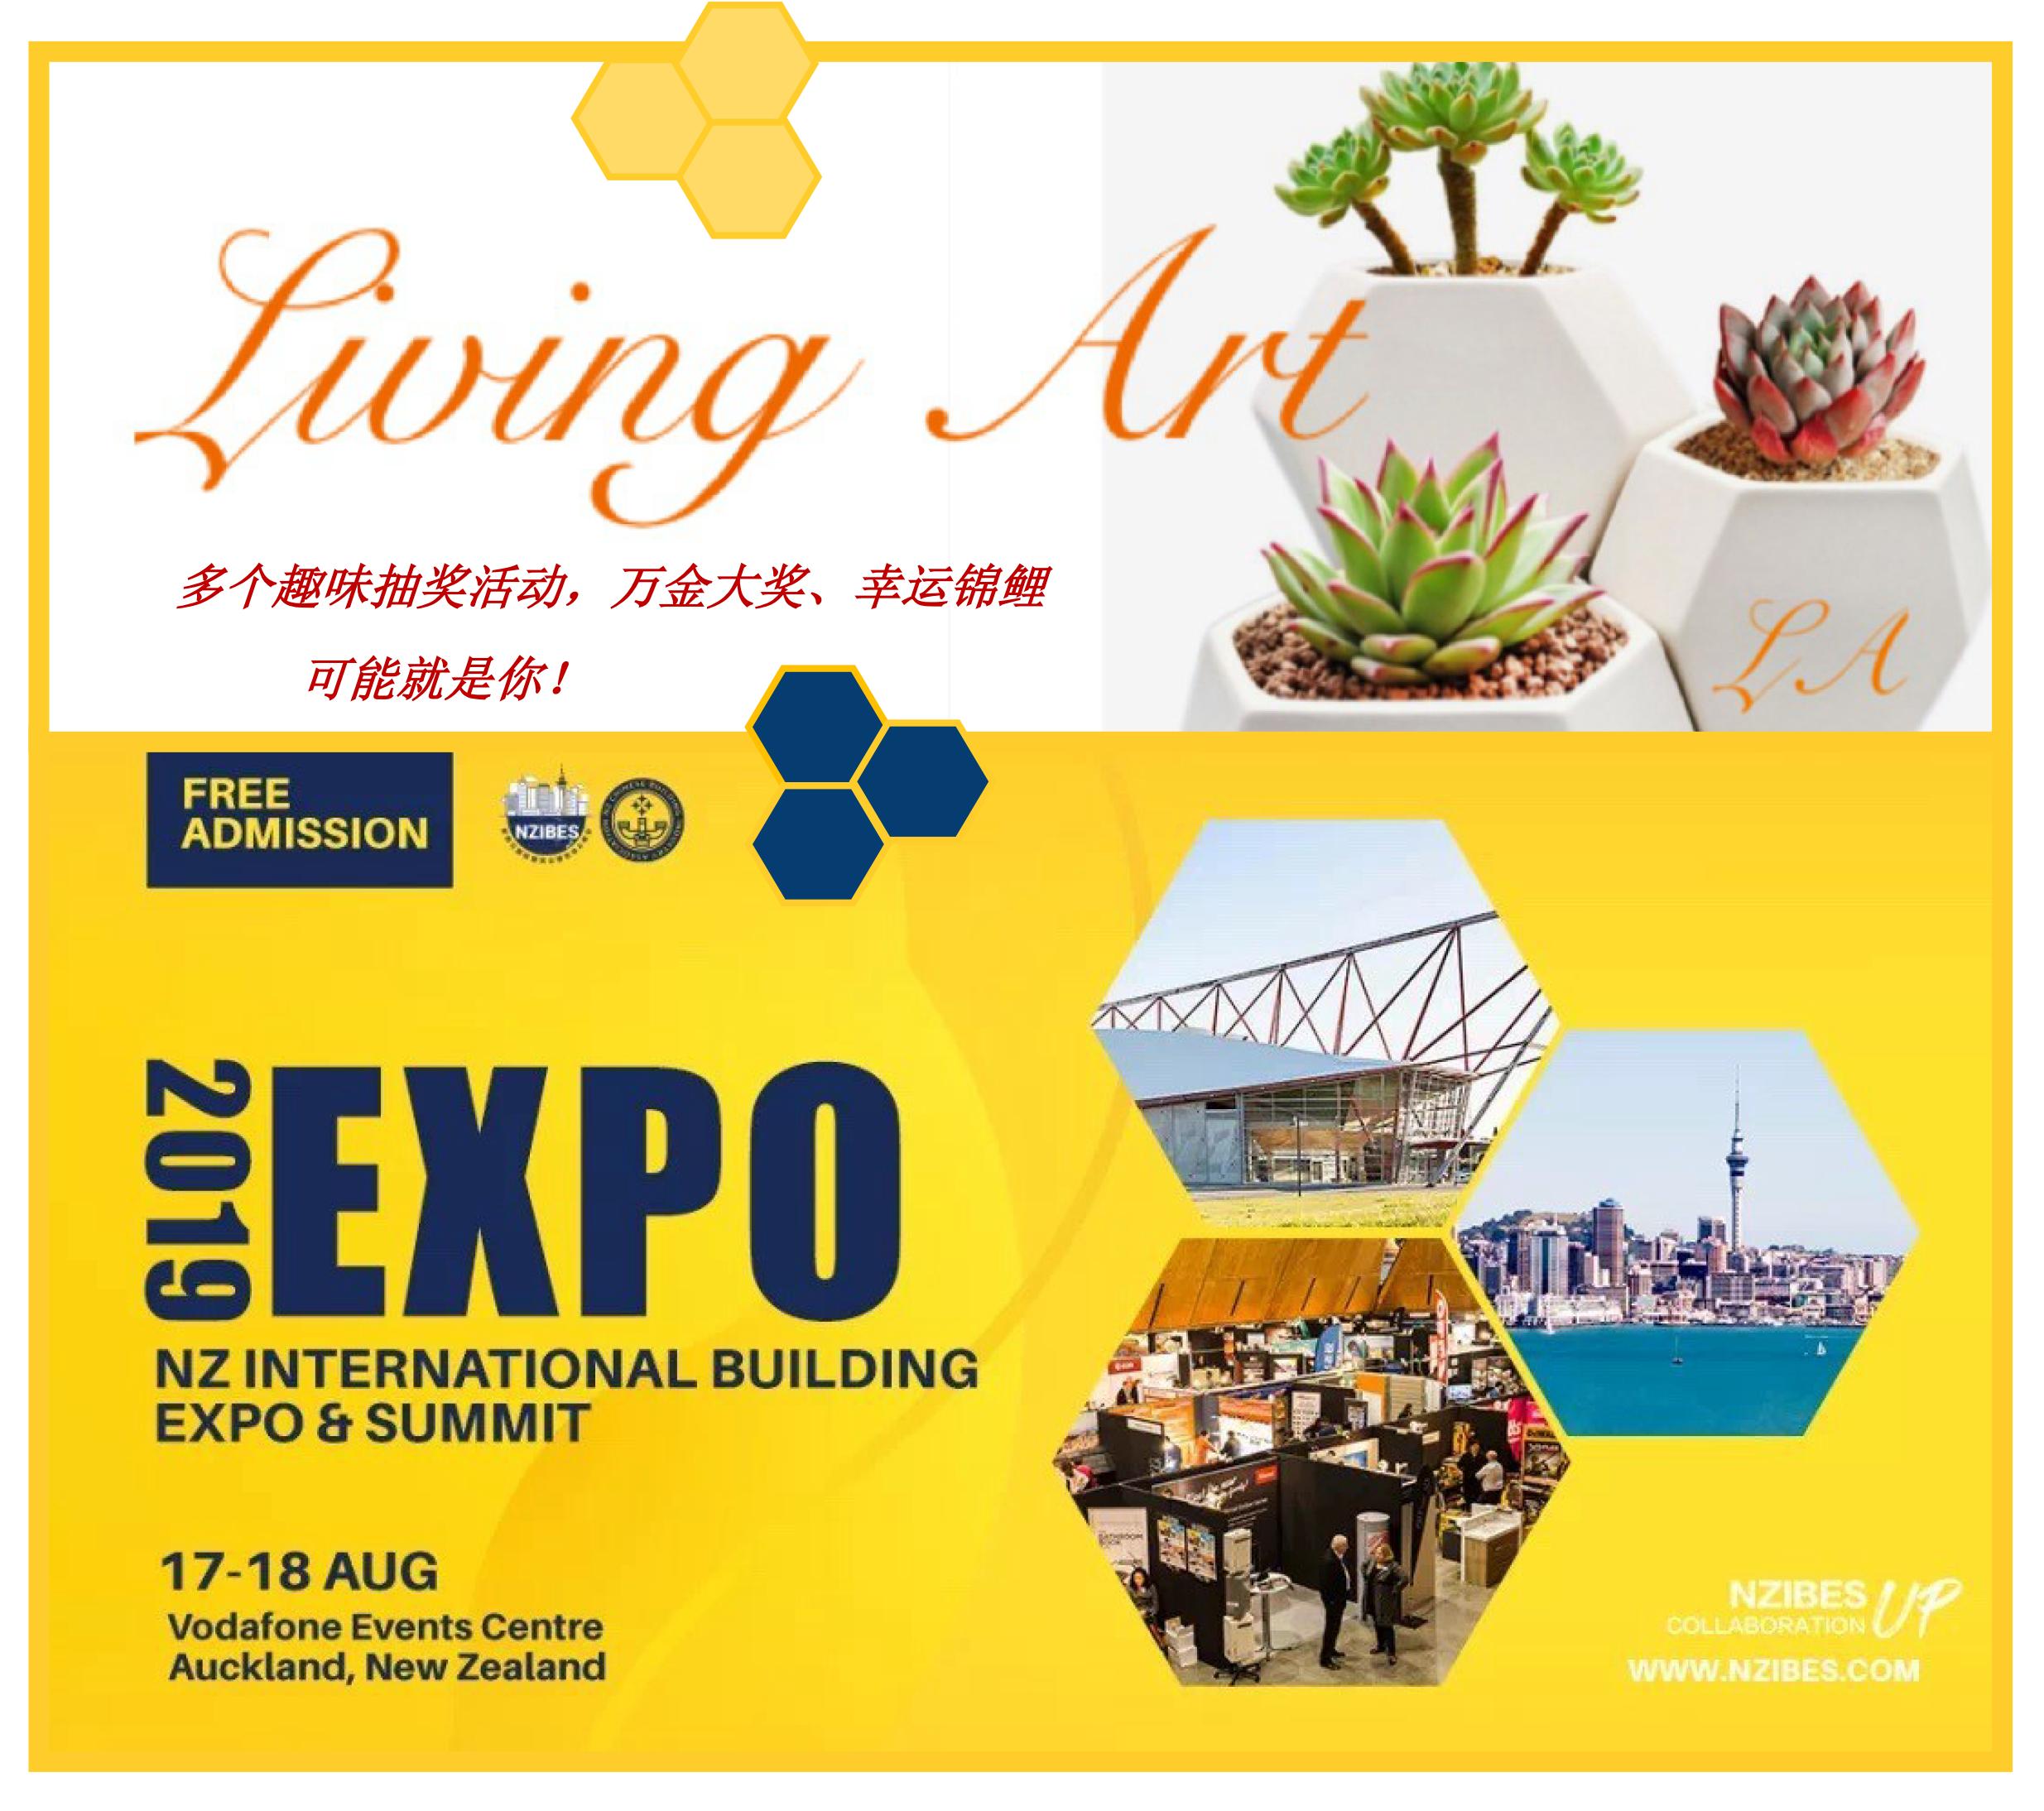 Living Art
多个趣味抽奖活动，万金大奖、幸运锦鲤
可能就是你！
LA
FREE
ADMISSION
NZIBES
2019
EXPO
NZ INTERNATIONAL BUILDING
EXPO & SUMMIT
17-18 AUG
Vodafone Events Centre
Auckland, New Zealand
NZIBES
COLLABORATION
UP
WWW.NZIBES.COM